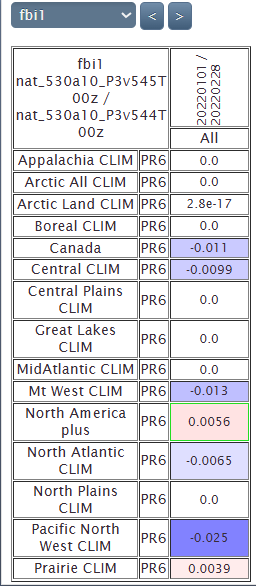 fbi1
< >
fbi1
nat_530a10_P3v545T
00z /
nat_530a10_P3v544T
00z
20220101 /
20220228
All
Appalachia CLIM PR6 0.0
Arctic All CLIM PR6 0.0
Arctic Land CLIM PR6 2.8e-17
Boreal CLIM PR6 0.0
Canada PR6 -0.011
Central CLIM PR6 -0.0099
Central Plains
CLIM PR6 0.0
Great Lakes
CLIM PR6 0.0
MidAtlantic CLIM PR6 0.0
Mt West CLIM PR6 -0.013
North America
plus PR6 0.0056
North Atlantic
CLIM PR6 -0.0065
North Plains
CLIM PR6 0.0
Pacific North
West CLIM PR6 -0.025
Prairie CLIM PR6 0.0039